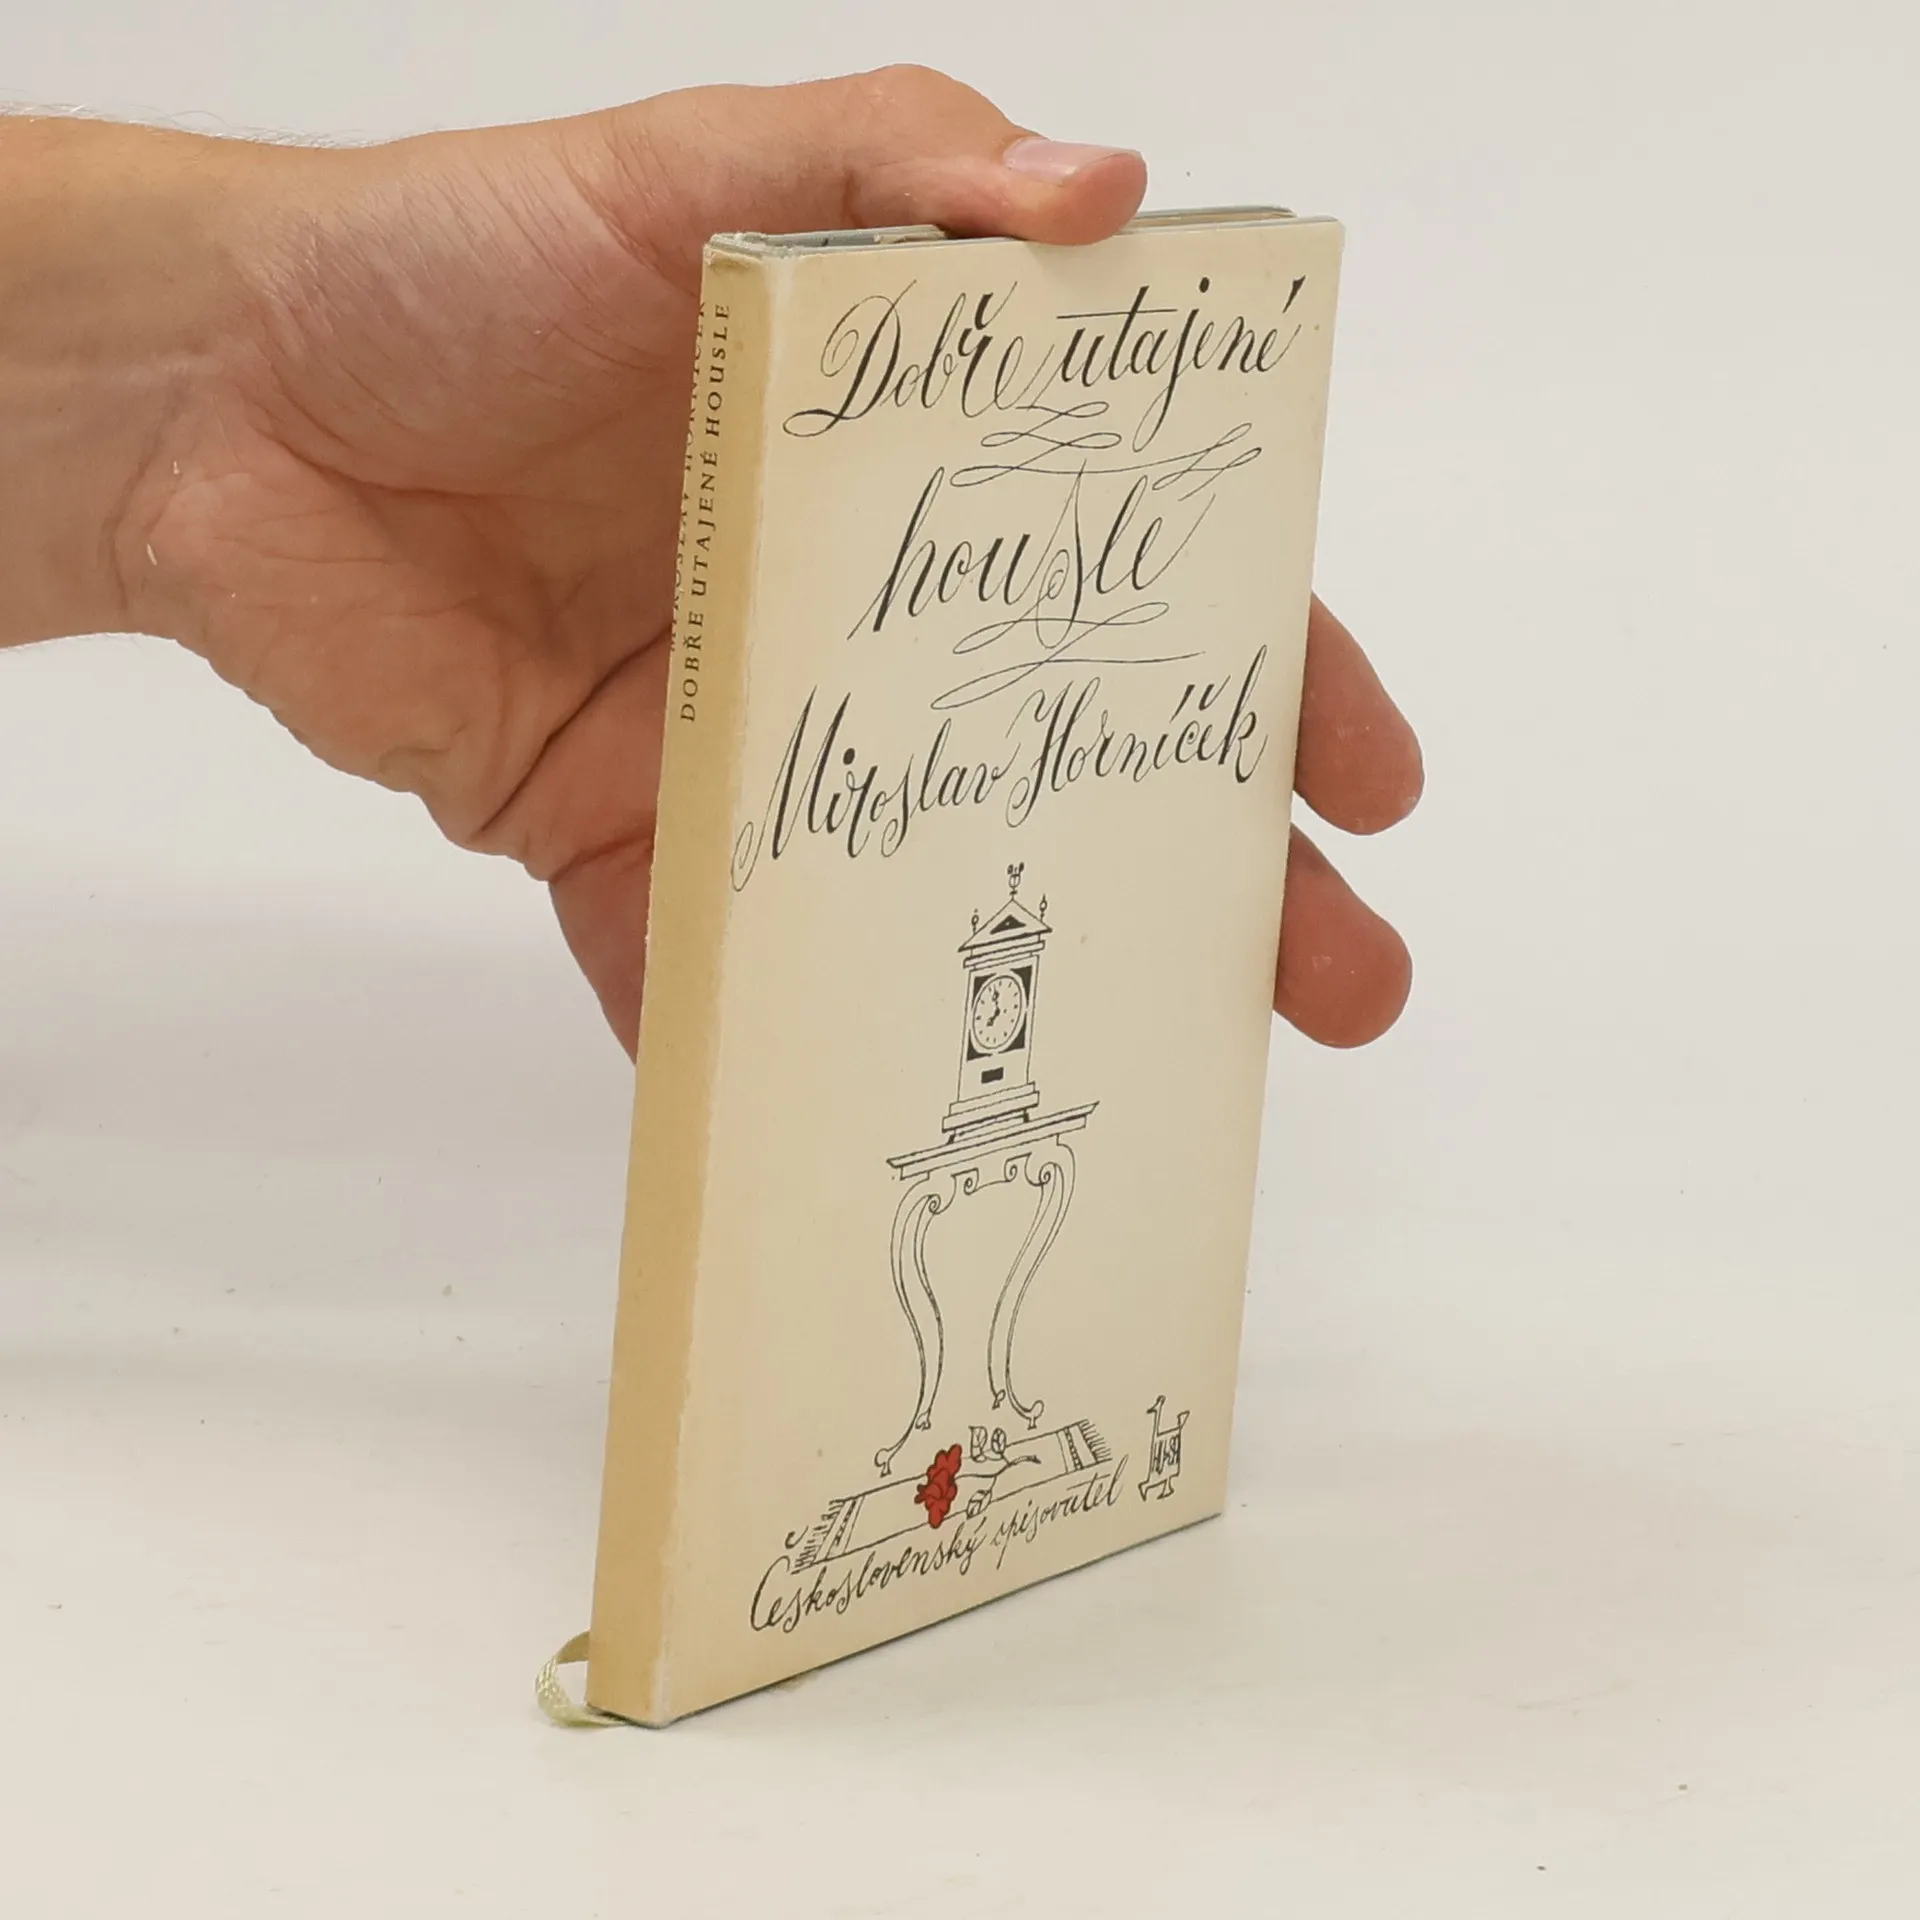 Dobře utajené
housle
Miroslav Horníček
Československý spisovatel
MIROSLAV HORNÍČEK
DOBŘE UTAJENÉ HOUSLE